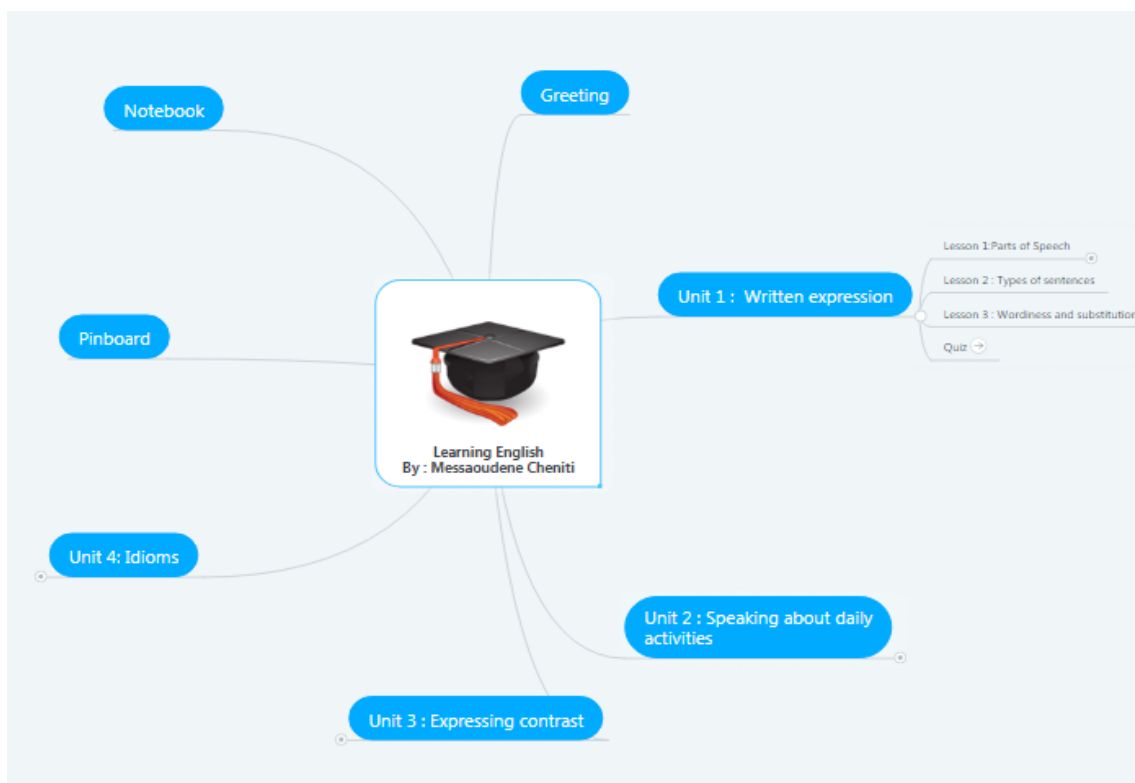 Notebook
Greeting
Lesson 1:Parts of Speech
Unit 1 : Written expression
Lesson 2 : Types of sentences
Lesson 3 : Wordiness and substitution
Quiz
Pinboard
Learning English
By : Messaoudene Cheniti
Unit 4: Idioms
Unit 2 : Speaking about daily
activities
Unit 3 : Expressing contrast